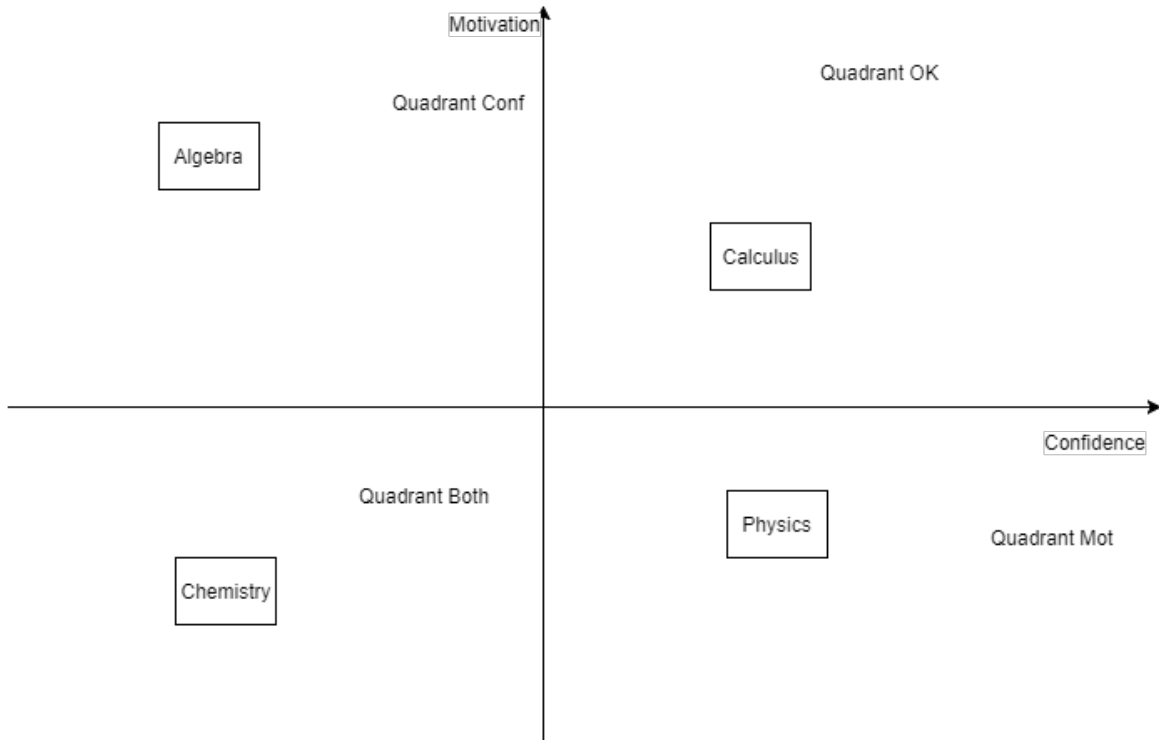 Motivation
Quadrant OK
Quadrant Conf
Algebra
Calculus
Confidence
Quadrant Both
Physics
Quadrant Mot
Chemistry